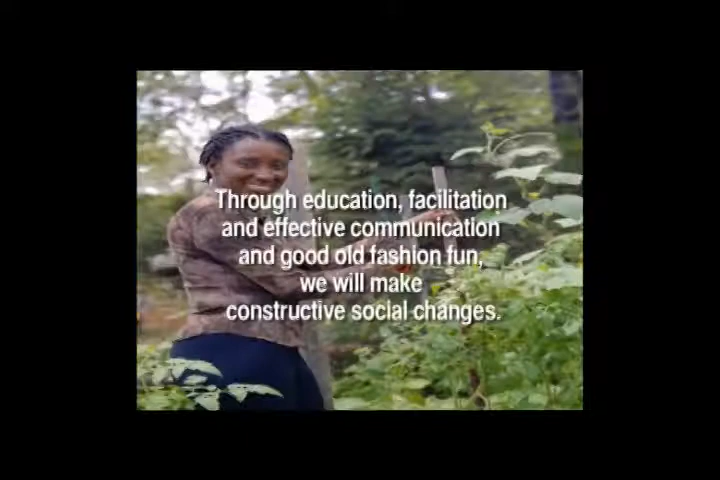 Through education, facilitation
and effective communication
and good old fashion fun,
we will make
constructive social changes.